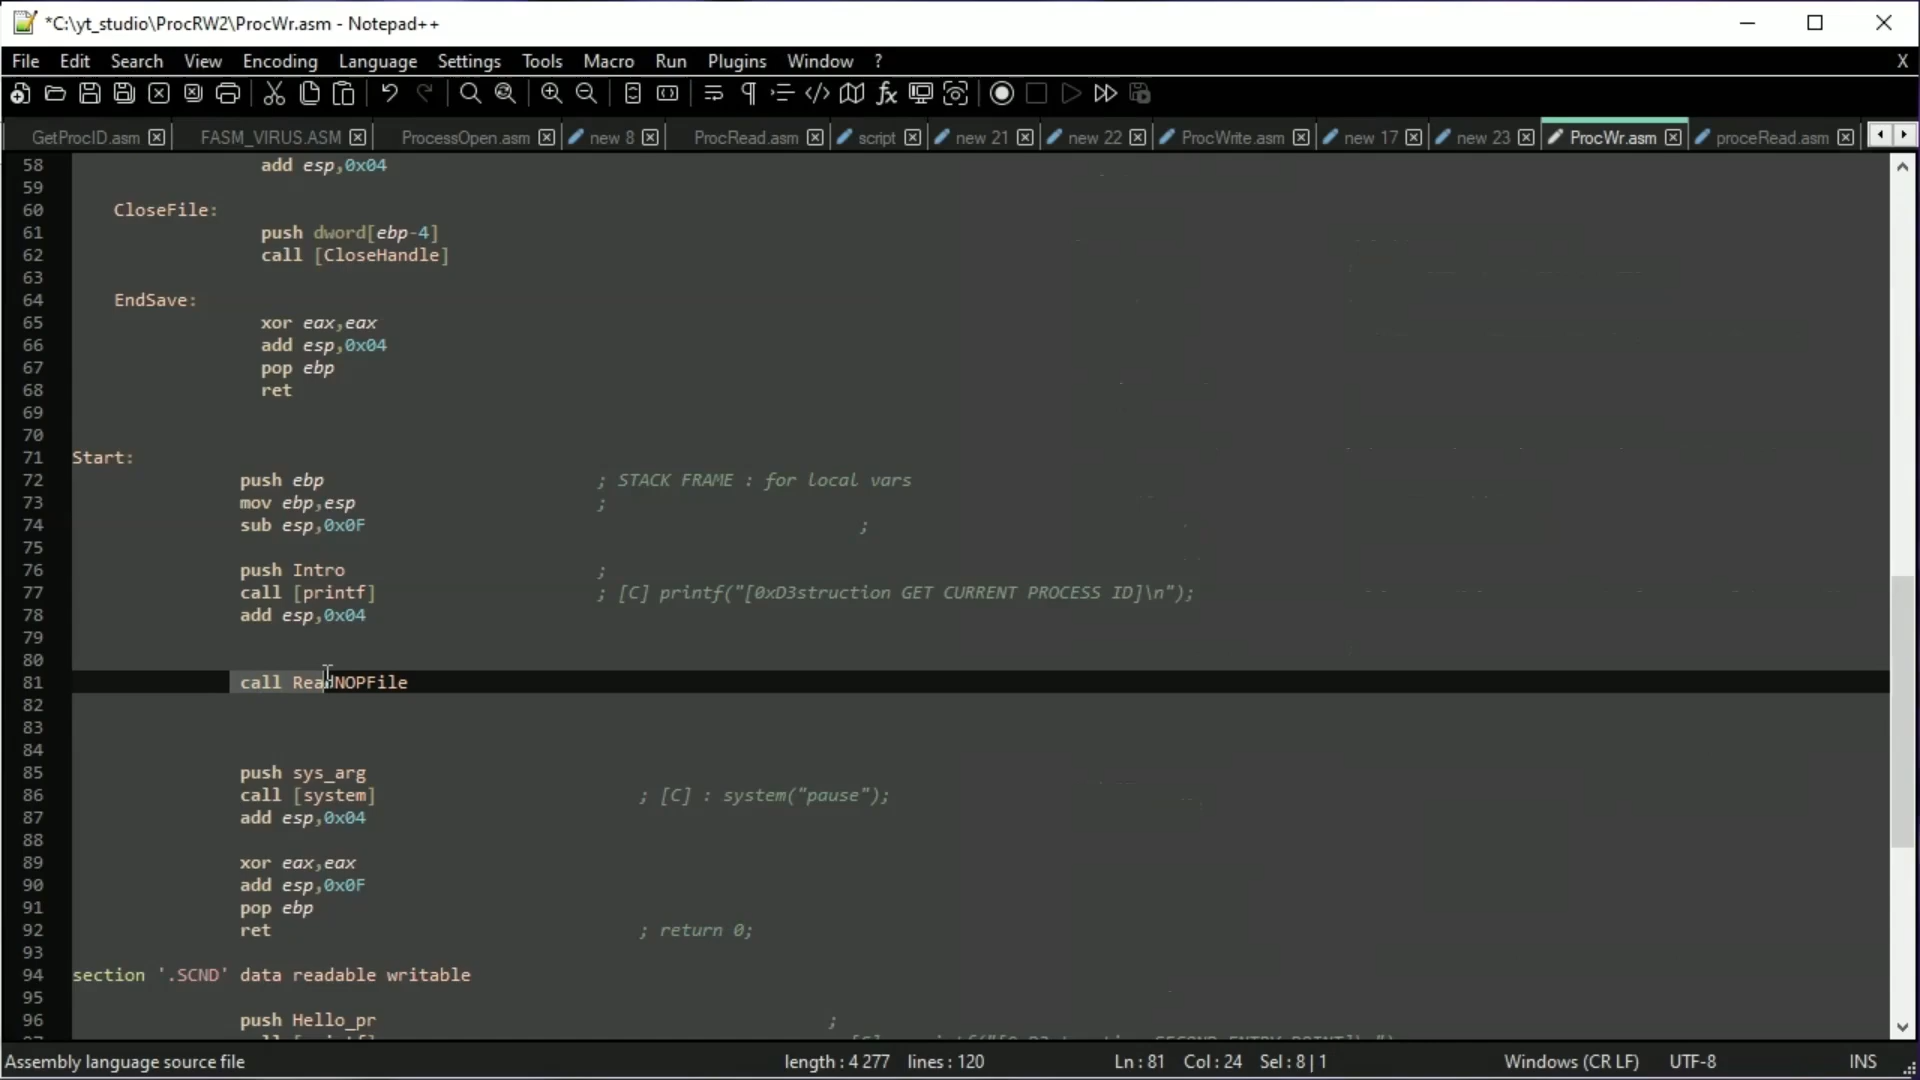 *C:\yt_studio\ProcRW2\ProcWr.asm - Notepad++
File Edit Search View Encoding Language Settings Tools Macro Run Plugins Window ? X
GetProcID.asm FASM_VIRUS.ASM ProcessOpen.asm new 8 ProcRead.asm script new 21 new 22 ProcWrite.asm new 17 new 23 ProcWr.asm proceRead.asm
58 add esp,0x04
59
60 CloseFile:
61 push dword[ebp-4]
62 call [CloseHandle]
63
64 EndSave:
65 xor eax,eax
66 add esp,0x04
67 pop ebp
68 ret
69
70
71 Start:
72 push ebp ; STACK FRAME : for local vars
73 mov ebp,esp ;
74 sub esp,0x0F ;
75
76 push Intro ;
77 call [printf] ; [C] printf("[0xD3struction GET CURRENT PROCESS ID]\n");
78 add esp,0x04
79
80
81 call ReadNOPFile
82
83
84
85 push sys_arg
86 call [system] ; [C] : system("pause");
87 add esp,0x04
88
89 xor eax,eax
90 add esp,0x0F
91 pop ebp
92 ret ; return 0;
93
94 section '.SCND' data readable writable
95
96 push Hello_pr ;
Assembly language source file length : 4 277 lines : 120 Ln : 81 Col : 24 Sel : 8 | 1 Windows (CR LF) UTF-8 INS